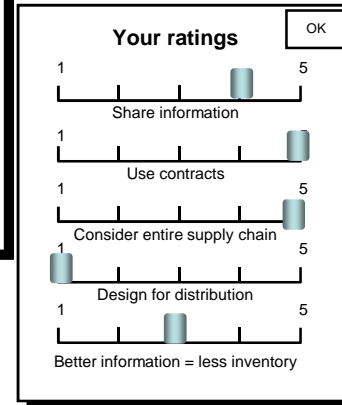 Your ratings
OK
1 5
Share information
1
Use contracts
1 5
Consider entire supply chain
1 5
Design for distribution
1 5
Better information = less inventory